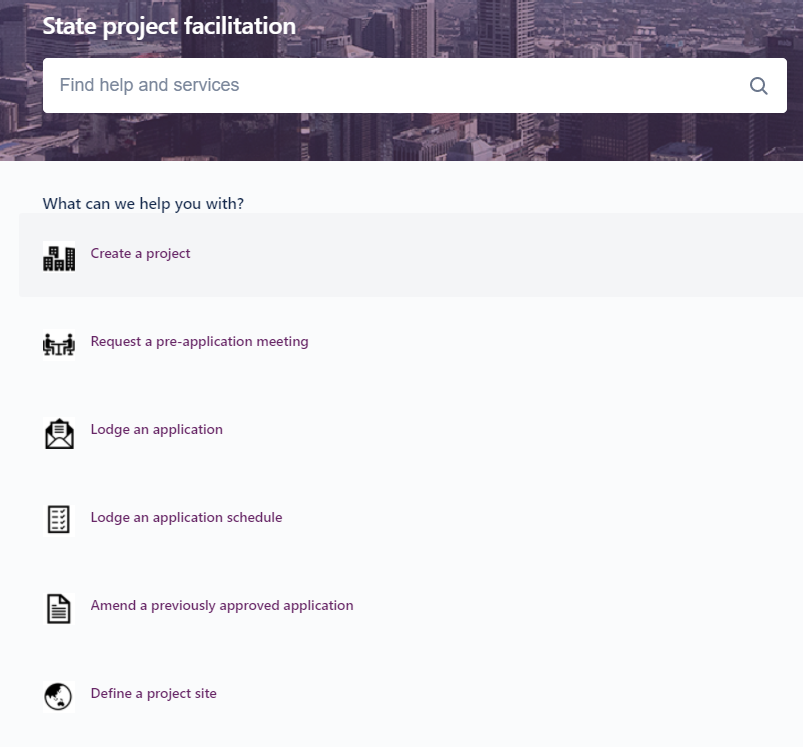 State project facilitation
Find help and services
What can we help you with?
Create a project
Request a pre-application meeting
Lodge an application
Lodge an application schedule
Amend a previously approved application
Define a project site